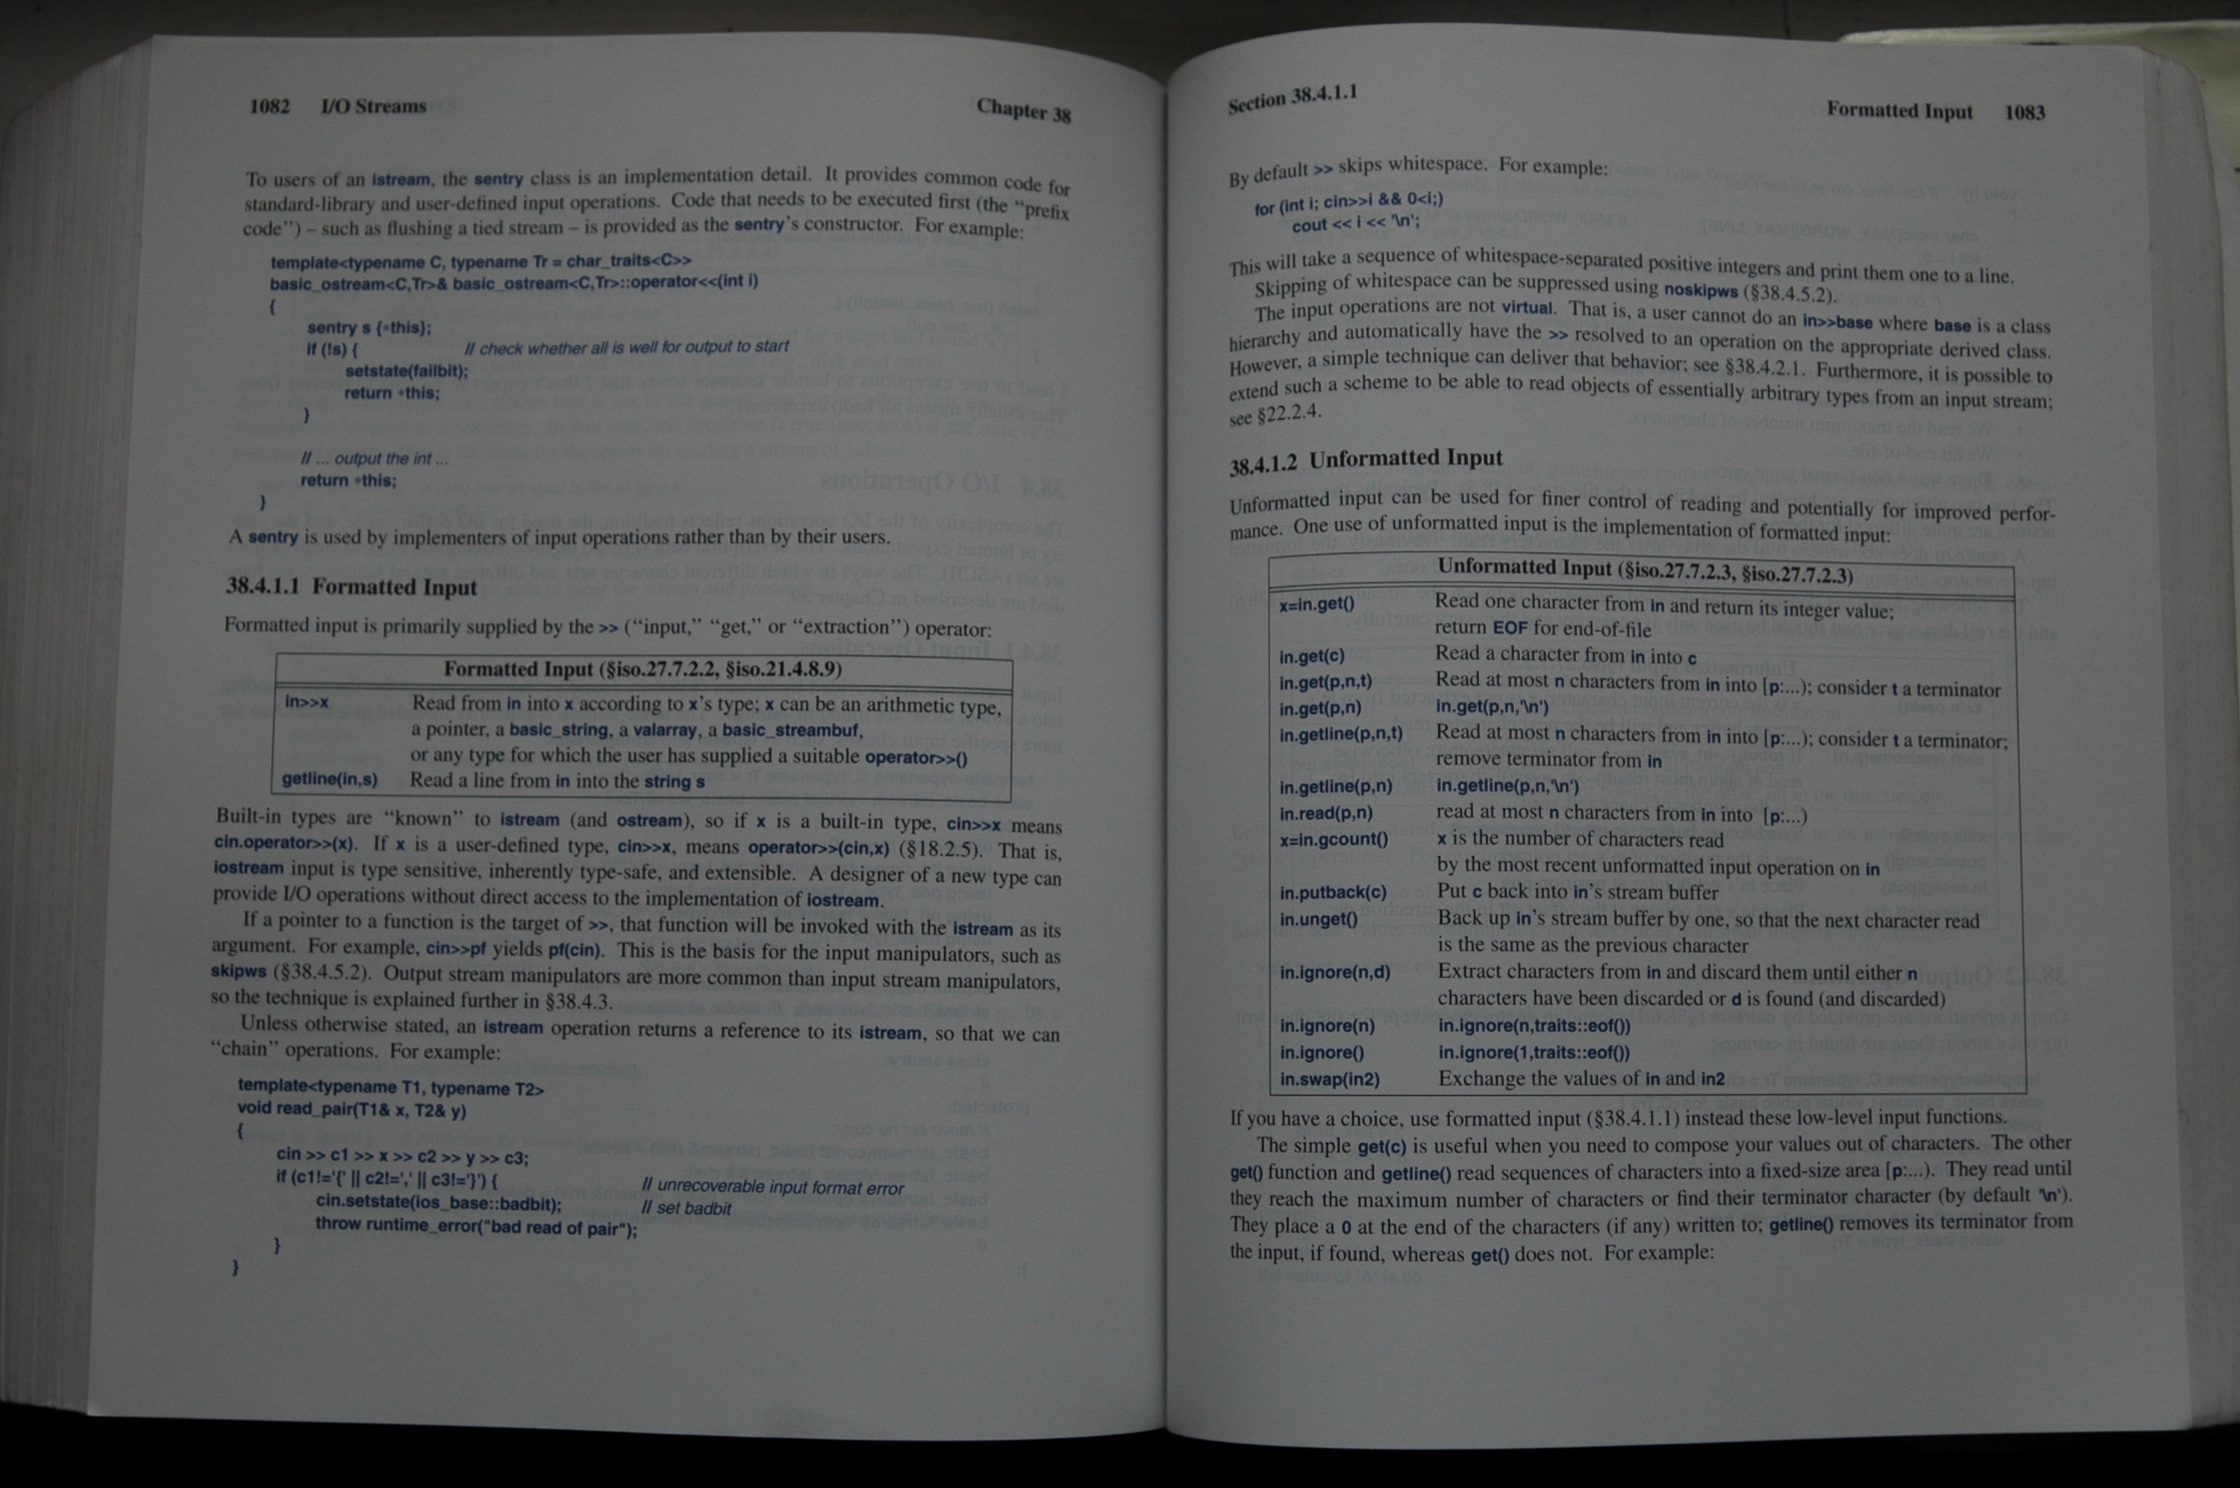 1082 I/O Streams Chapter 38
To users of an istream, the sentry class is an implementation detail. It provides common code for
standard-library and user-defined input operations. Code that needs to be executed first (the “prefix
code”) – such as flushing a tied stream – is provided as the sentry’s constructor. For example:
template<typename C, typename Tr = char_traits<C>>
basic_ostream<C,Tr>& basic_ostream<C,Tr>::operator<<(int i)
{
sentry s {*this};
if (!s) { // check whether all is well for output to start
setstate(failbit);
return *this;
}
// ... output the int ...
return *this;
}
A sentry is used by implementers of input operations rather than by their users.
38.4.1.1 Formatted Input
Formatted input is primarily supplied by the >> (“input,” “get,” or “extraction”) operator:
Formatted Input (§iso.27.7.2.2, §iso.21.4.8.9)
in>>x Read from in into x according to x’s type; x can be an arithmetic type,
a pointer, a basic_string, a valarray, a basic_streambuf,
or any type for which the user has supplied a suitable operator>>()
getline(in,s) Read a line from in into the string s
Built-in types are “known” to istream (and ostream), so if x is a built-in type, cin>>x means
cin.operator>>(x). If x is a user-defined type, cin>>x, means operator>>(cin,x) (§18.2.5). That is,
iostream input is type sensitive, inherently type-safe, and extensible. A designer of a new type can
provide I/O operations without direct access to the implementation of iostream.
If a pointer to a function is the target of >>, that function will be invoked with the istream as its
argument. For example, cin>>pf yields pf(cin). This is the basis for the input manipulators, such as
skipws (§38.4.5.2). Output stream manipulators are more common than input stream manipulators,
so the technique is explained further in §38.4.3.
Unless otherwise stated, an istream operation returns a reference to its istream, so that we can
“chain” operations. For example:
template<typename T1, typename T2>
void read_pair(T1& x, T2& y)
{
cin >> c1 >> x >> c2 >> y >> c3;
if (c1!='{' || c2!=',' || c3!='}') { // unrecoverable input format error
cin.setstate(ios_base::badbit); // set badbit
throw runtime_error("bad read of pair");
}
}
Section 38.4.1.1 Formatted Input 1083
By default >> skips whitespace. For example:
for (int i; cin>>i && 0<i;)
cout << i << '\n';
This will take a sequence of whitespace-separated positive integers and print them one to a line.
Skipping of whitespace can be suppressed using noskipws (§38.4.5.2).
The input operations are not virtual. That is, a user cannot do an in>>base where base is a class
hierarchy and automatically have the >> resolved to an operation on the appropriate derived class.
However, a simple technique can deliver that behavior; see §38.4.2.1. Furthermore, it is possible to
extend such a scheme to be able to read objects of essentially arbitrary types from an input stream;
see §22.2.4.
38.4.1.2 Unformatted Input
Unformatted input can be used for finer control of reading and potentially for improved perfor-
mance. One use of unformatted input is the implementation of formatted input:
Unformatted Input (§iso.27.7.2.3, §iso.27.7.2.3)
x=in.get() Read one character from in and return its integer value;
return EOF for end-of-file
in.get(c) Read a character from in into c
in.get(p,n,t) Read at most n characters from in into [p:...); consider t a terminator
in.get(p,n) in.get(p,n,'\n')
in.getline(p,n,t) Read at most n characters from in into [p:...); consider t a terminator;
remove terminator from in
in.getline(p,n) in.getline(p,n,'\n')
in.read(p,n) read at most n characters from in into [p:...)
x=in.gcount() x is the number of characters read
by the most recent unformatted input operation on in
in.putback(c) Put c back into in’s stream buffer
in.unget() Back up in’s stream buffer by one, so that the next character read
is the same as the previous character
in.ignore(n,d) Extract characters from in and discard them until either n
characters have been discarded or d is found (and discarded)
in.ignore(n) in.ignore(n,traits::eof())
in.ignore() in.ignore(1,traits::eof())
in.swap(in2) Exchange the values of in and in2
If you have a choice, use formatted input (§38.4.1.1) instead these low-level input functions.
The simple get(c) is useful when you need to compose your values out of characters. The other
get() function and getline() read sequences of characters into a fixed-size area [p:...). They read until
they reach the maximum number of characters or find their terminator character (by default '\n').
They place a 0 at the end of the characters (if any) written to; getline() removes its terminator from
the input, if found, whereas get() does not. For example: